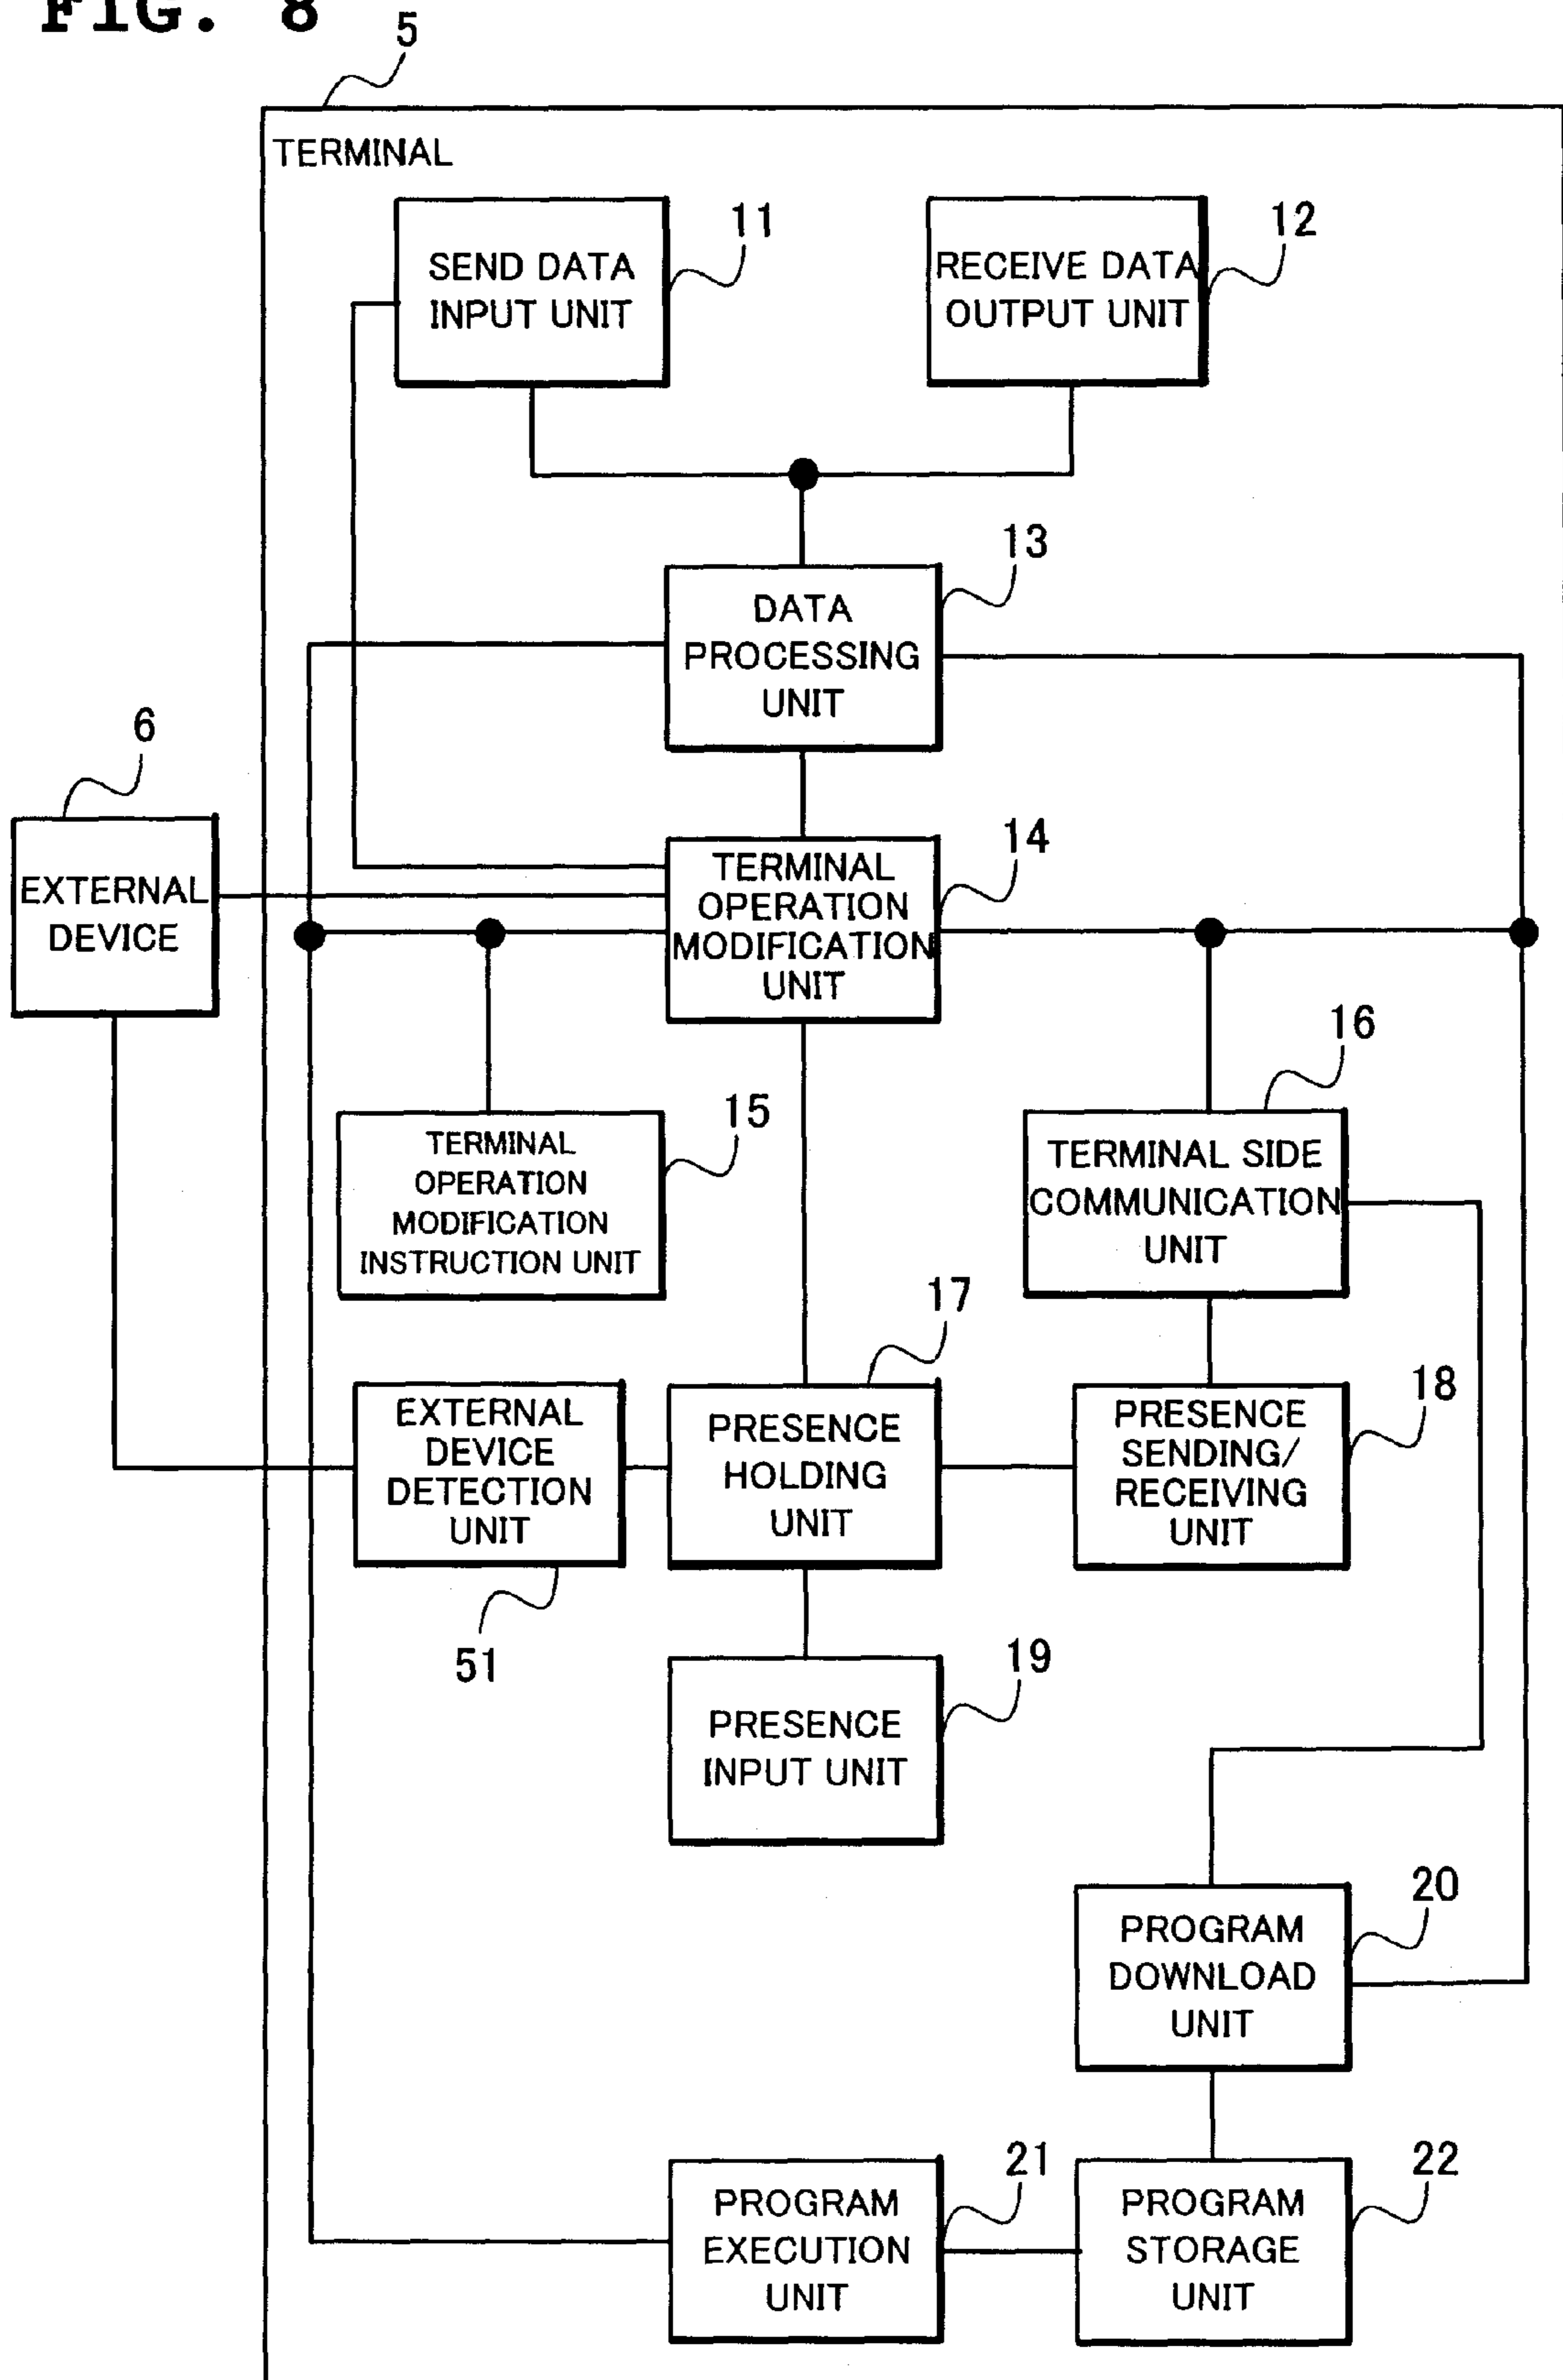 FIG. 8
5
TERMINAL
11
SEND DATA
INPUT UNIT
12
RECEIVE DATA
OUTPUT UNIT
13
DATA
PROCESSING
UNIT
6
EXTERNAL
DEVICE
14
TERMINAL
OPERATION
MODIFICATION
UNIT
15
TERMINAL
OPERATION
MODIFICATION
INSTRUCTION UNIT
16
TERMINAL SIDE
COMMUNICATION
UNIT
17
EXTERNAL
DEVICE
DETECTION
UNIT
51
PRESENCE
HOLDING
UNIT
18
PRESENCE
SENDING/
RECEIVING
UNIT
19
PRESENCE
INPUT UNIT
20
PROGRAM
DOWNLOAD
UNIT
21
PROGRAM
EXECUTION
UNIT
22
PROGRAM
STORAGE
UNIT